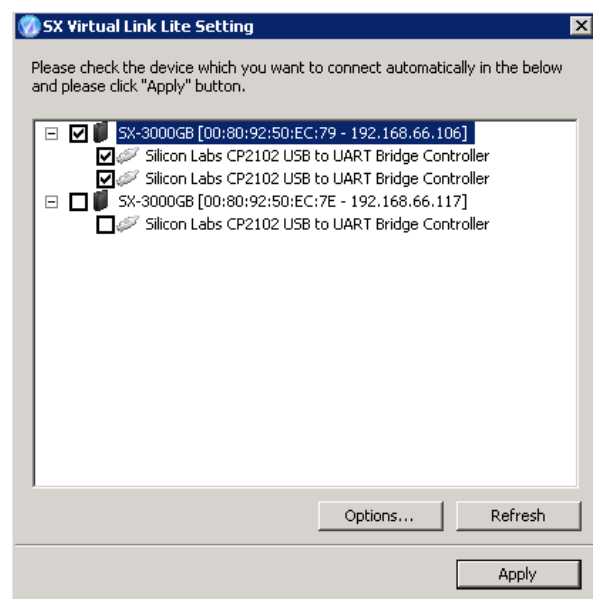 SX Virtual Link Lite Setting
Please check the device which you want to connect automatically in the below
and please click "Apply" button.
SX-3000GB [00:80:92:50:EC:79 - 192.168.66.106]
Silicon Labs CP2102 USB to UART Bridge Controller
Silicon Labs CP2102 USB to UART Bridge Controller
SX-3000GB [00:80:92:50:EC:7E - 192.168.66.117]
Silicon Labs CP2102 USB to UART Bridge Controller
Options... Refresh
Apply